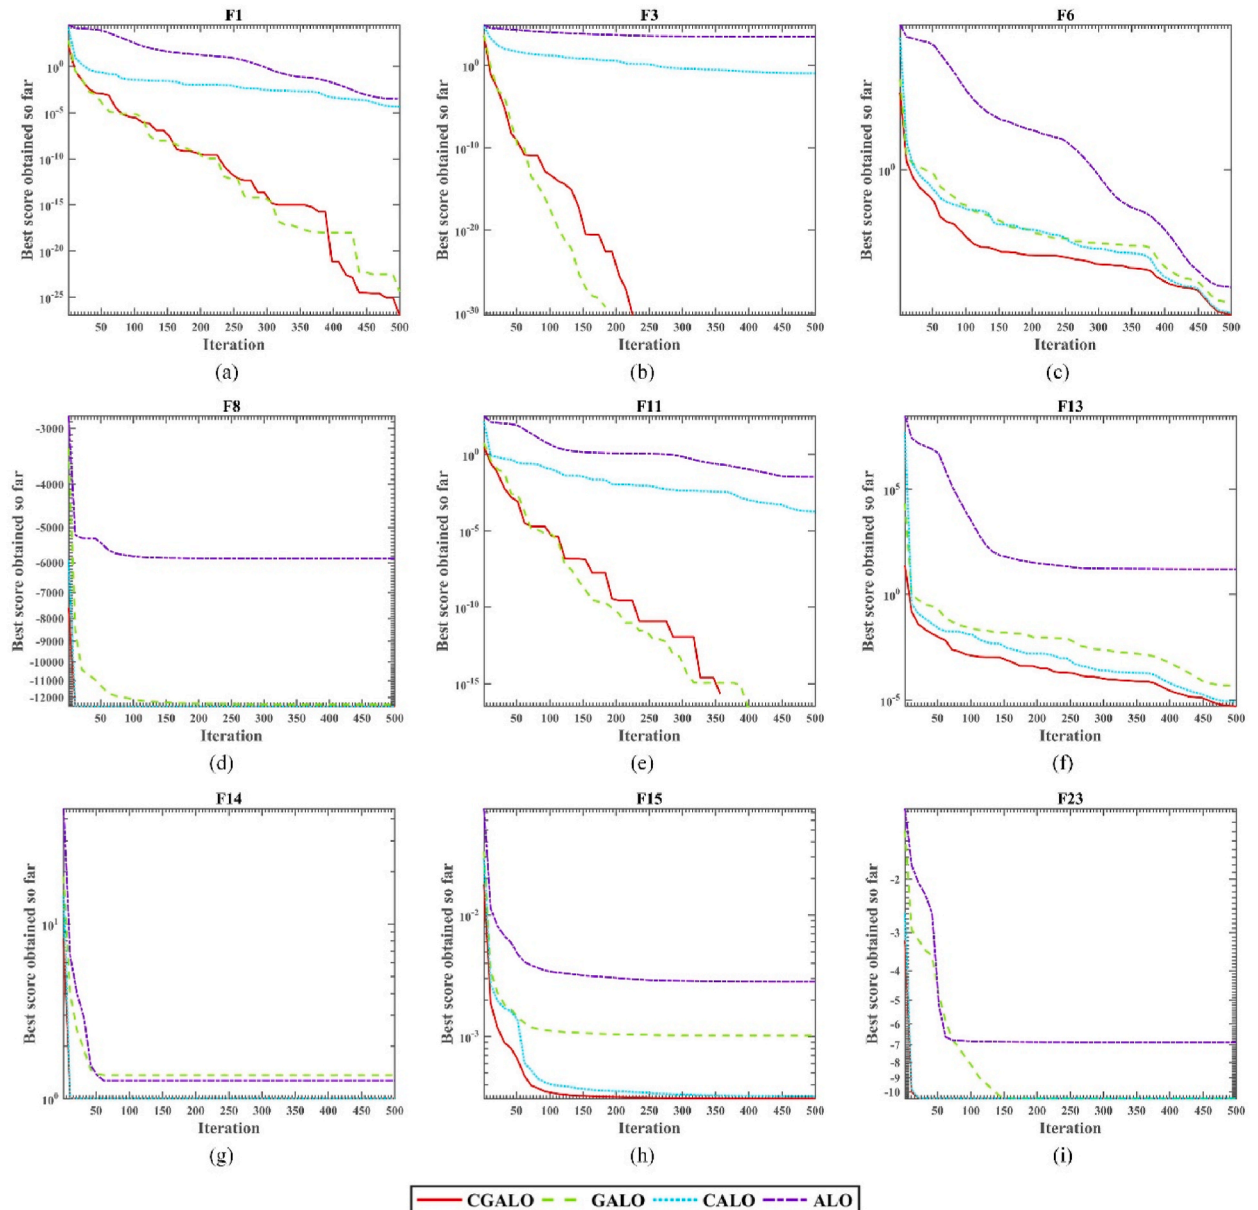 F1
F3
F6
Best score obtained so far
10^0
10^-5
10^-10
10^-15
10^-20
10^-25
50 100 150 200 250 300 350 400 450 500
Iteration
(a)
Best score obtained so far
10^0
10^-10
10^-20
10^-30
50 100 150 200 250 300 350 400 450 500
Iteration
(b)
Best score obtained so far
10^0
50 100 150 200 250 300 350 400 450 500
Iteration
(c)
F8
F11
F13
Best score obtained so far
-3000
-4000
-5000
-6000
-7000
-8000
-9000
-10000
-11000
-12000
50 100 150 200 250 300 350 400 450 500
Iteration
(d)
Best score obtained so far
10^0
10^-5
10^-10
10^-15
50 100 150 200 250 300 350 400 450 500
Iteration
(e)
Best score obtained so far
10^5
10^0
10^-5
50 100 150 200 250 300 350 400 450 500
Iteration
(f)
F14
F15
F23
Best score obtained so far
10^1
10^0
50 100 150 200 250 300 350 400 450 500
Iteration
(g)
Best score obtained so far
10^-2
10^-3
50 100 150 200 250 300 350 400 450 500
Iteration
(h)
Best score obtained so far
-2
-3
-4
-5
-6
-7
-8
-9
-10
50 100 150 200 250 300 350 400 450 500
Iteration
(i)
CGALO GALO CALO ALO